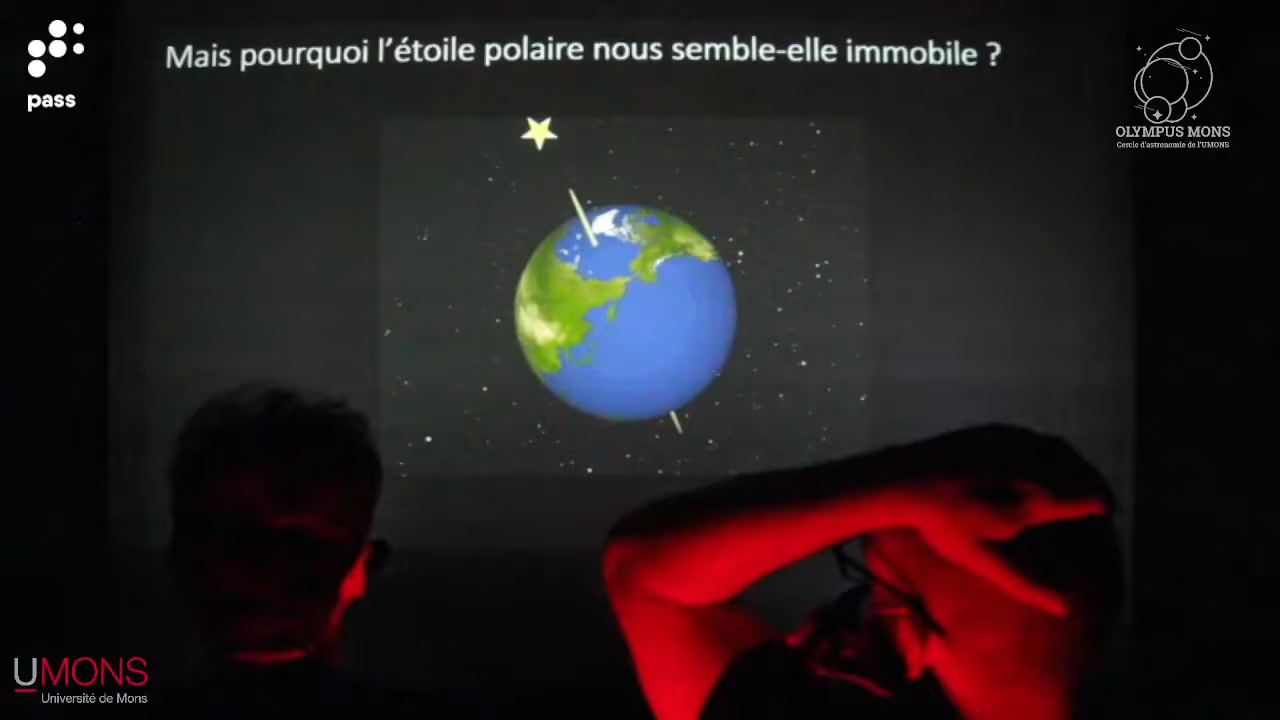 Mais pourquoi l'étoile polaire nous semble-elle immobile ?
pass
OLYMPUS MONS
Cercle d'astronomie de l'UMONS
UMONS
Université de Mons